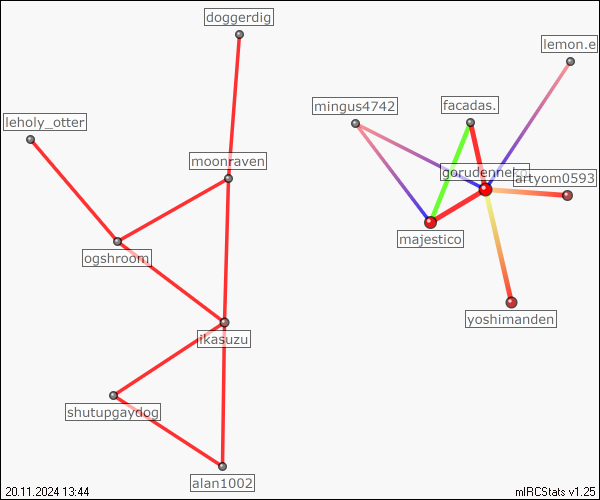 doggerdig
lemon.e
mingus4742
facadas.
leholy_otter
moonraven
artyom0593
majestico
ogshroom
yoshimanden
ikasuzu
shutupgaydog
alan1002
20.11.2024 13:44
mIRCStats v1.25